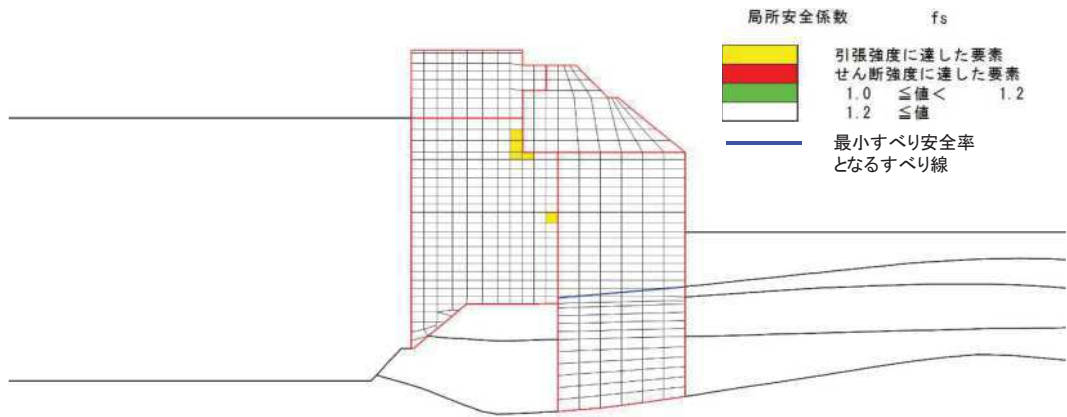 局所安全係数 fs
引張強度に達した要素
せん断強度に達した要素
1.0 ≦値< 1.2
1.2 ≦値
最小すべり安全率
となるすべり線